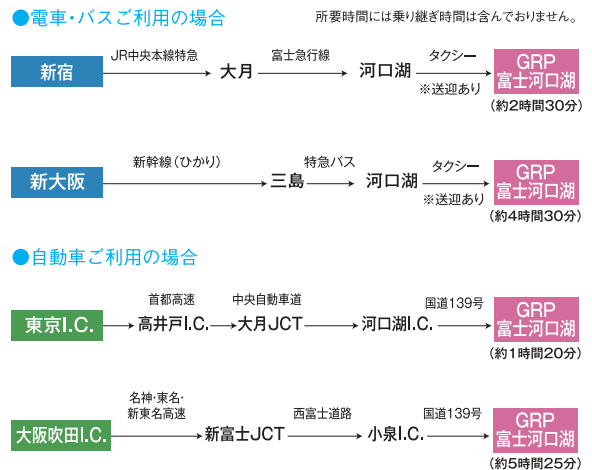 ●電車・バスご利用の場合
所要時間には乗り継ぎ時間は含んでおりません。
新宿
JR中央本線特急
大月
富士急行線
河口湖
タクシー
※送迎あり
GRP
富士河口湖
(約2時間30分)
新大阪
新幹線(ひかり)
三島
特急バス
河口湖
タクシー
※送迎あり
GRP
富士河口湖
(約4時間30分)
●自動車ご利用の場合
東京I.C.
首都高速
高井戸I.C.
中央自動車道
大月JCT
河口湖I.C.
国道139号
GRP
富士河口湖
(約1時間20分)
大阪吹田I.C.
名神・東名・
新東名高速
新富士JCT
西富士道路
小泉I.C.
国道139号
GRP
富士河口湖
(約5時間25分)